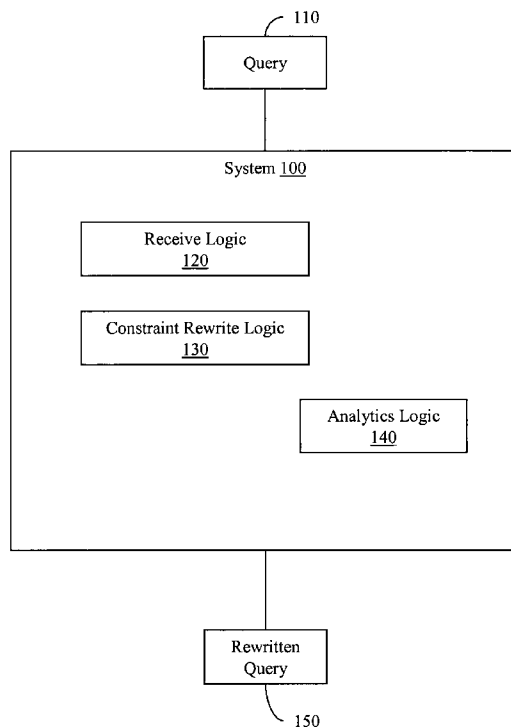 110
Query
System 100
Receive Logic
120
Constraint Rewrite Logic
130
Analytics Logic
140
Rewritten
Query
150